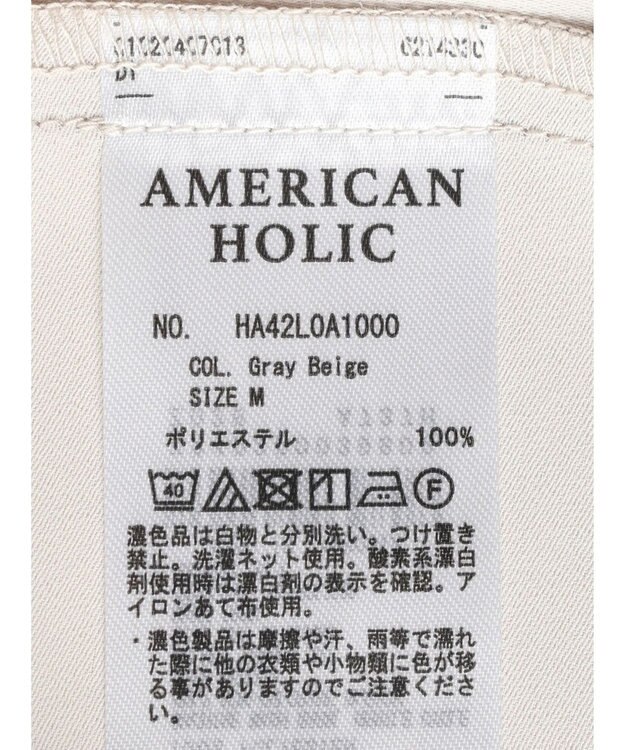 AMERICAN
HOLIC
NO. HA42L0A1000
COL. Gray Beige
SIZE M
ポリエステル 100%
40 F
濃色品は白物と分別洗い。つけ置き
禁止。洗濯ネット使用。酸素系漂白
剤使用時は漂白剤の表示を確認。ア
イロンあて布使用。
・濃色製品は摩擦や汗、雨等で濡れ
た際に他の衣類や小物類に色が移
る事がありますのでご注意くださ
い。